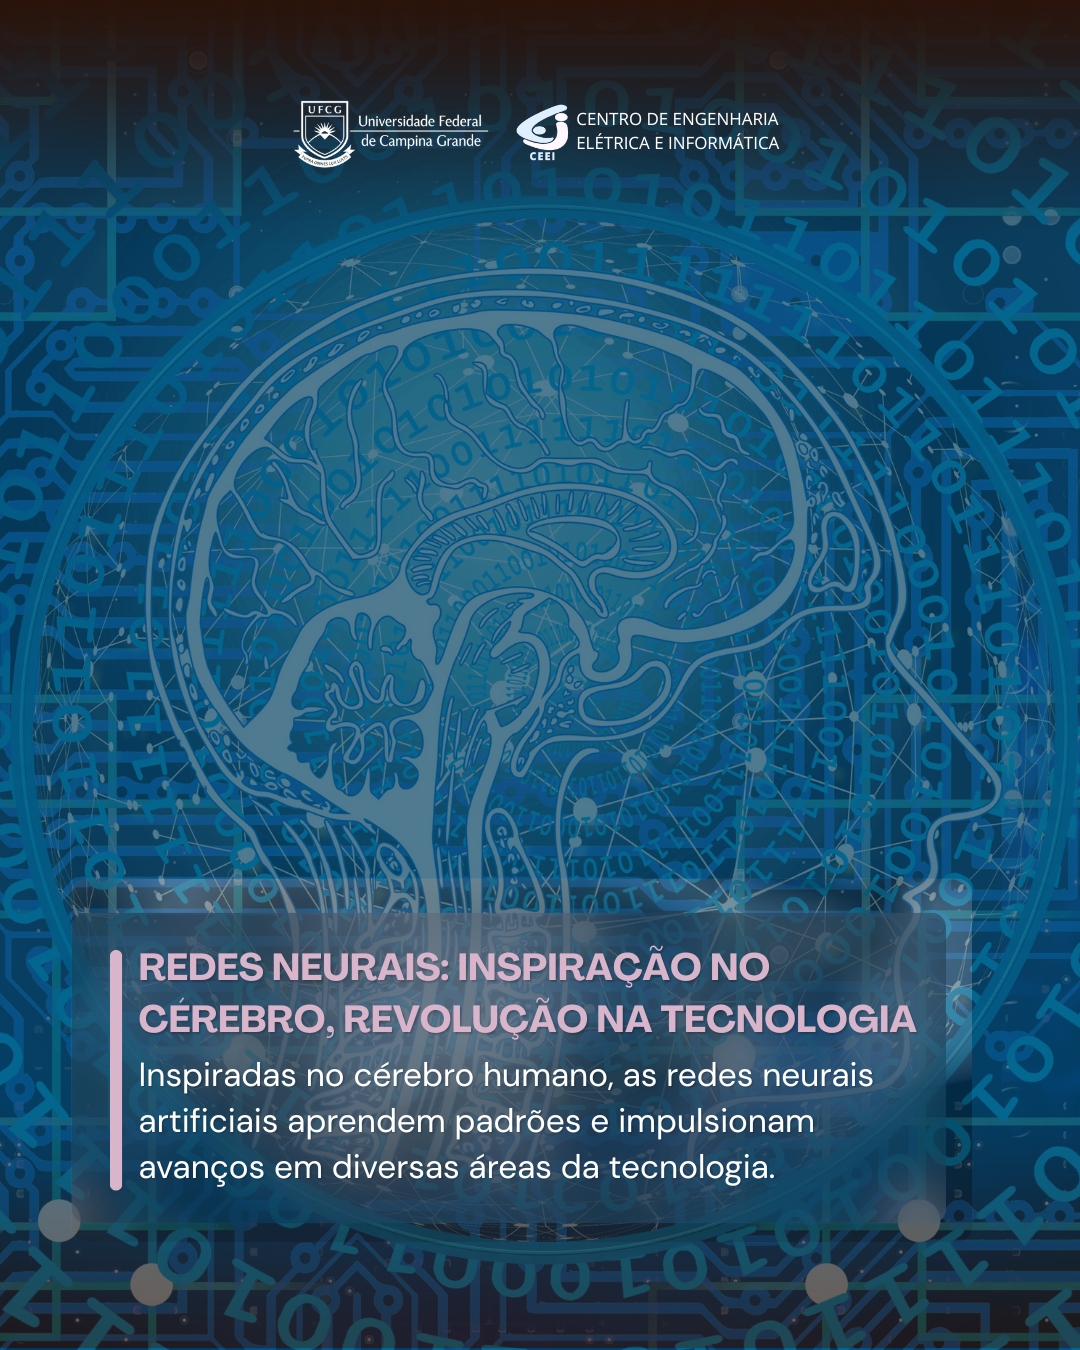 UFCG
Universidade Federal
de Campina Grande
CEEI
CENTRO DE ENGENHARIA
ELÉTRICA E INFORMÁTICA
REDES NEURAIS: INSPIRAÇÃO NO
CÉREBRO, REVOLUÇÃO NA TECNOLOGIA
Inspiradas no cérebro humano, as redes neurais
artificiais aprendem padrões e impulsionam
avanços em diversas áreas da tecnologia.